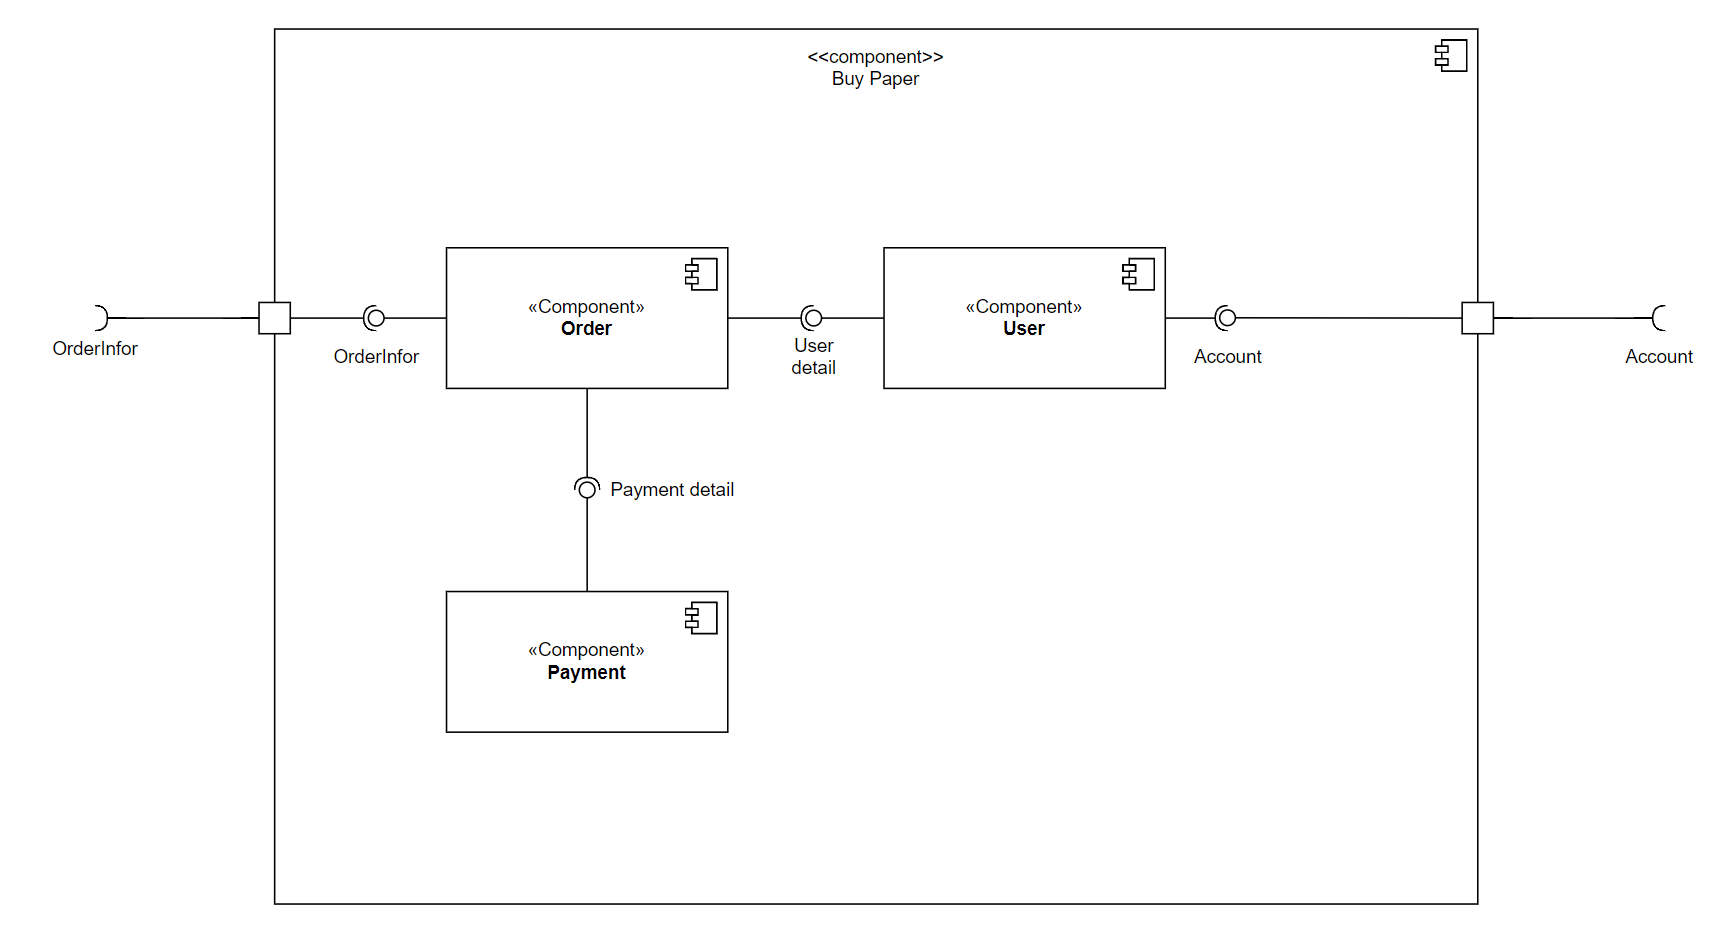 <<component>>
Buy Paper
«Component»
Order
«Component»
User
OrderInfor
OrderInfor
User
detail
Account
Account
Payment detail
«Component»
Payment